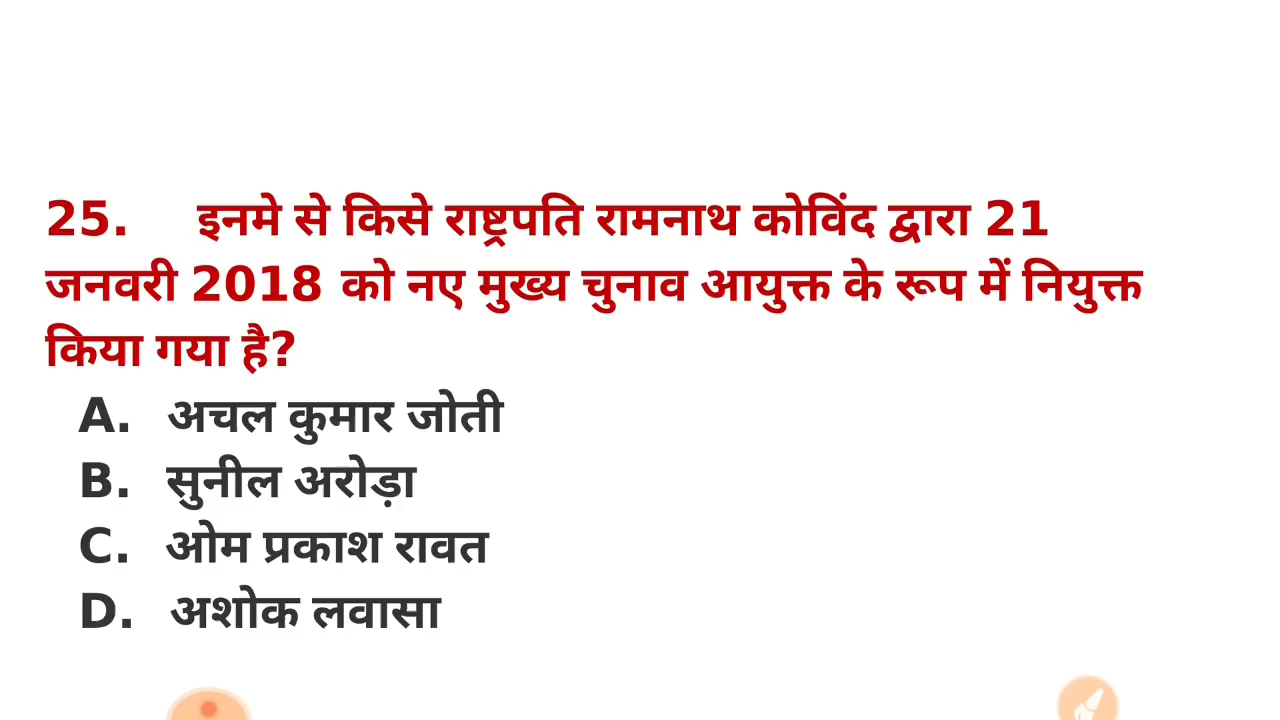 25. इनमे से किसे राष्ट्रपति रामनाथ कोविंद द्वारा 21
जनवरी 2018 को नए मुख्य चुनाव आयुक्त के रूप में नियुक्त
किया गया है?
A. अचल कुमार जोती
B. सुनील अरोड़ा
C. ओम प्रकाश रावत
D. अशोक लवासा